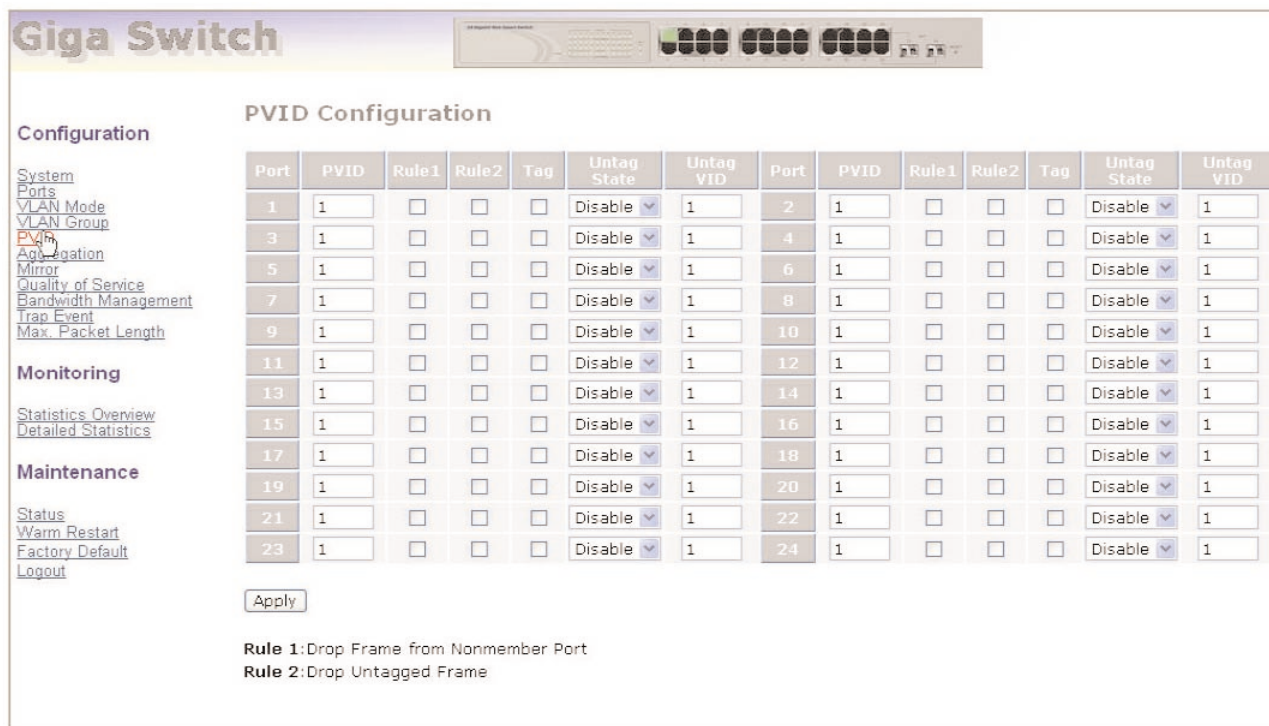 Giga Switch
PVID Configuration
Configuration
System
Ports
VLAN Mode
VLAN Group
Aggregation
Mirror
Quality of Service
Bandwidth Management
Trap Event
Max. Packet Length
Monitoring
Statistics Overview
Detailed Statistics
Maintenance
Status
Warm Restart
Factory Default
Logout
Port PVID Rule1 Rule2 Tag Untag State Untag VID Port PVID Rule1 Rule2 Tag Untag State Untag VID
1 1 Disable 1 2 1 Disable 1
3 1 Disable 1 4 1 Disable 1
5 1 Disable 1 6 1 Disable 1
7 1 Disable 1 8 1 Disable 1
9 1 Disable 1 10 1 Disable 1
11 1 Disable 1 12 1 Disable 1
13 1 Disable 1 14 1 Disable 1
15 1 Disable 1 16 1 Disable 1
17 1 Disable 1 18 1 Disable 1
19 1 Disable 1 20 1 Disable 1
21 1 Disable 1 22 1 Disable 1
23 1 Disable 1 24 1 Disable 1
Apply
Rule 1:Drop Frame from Nonmember Port
Rule 2:Drop Untagged Frame